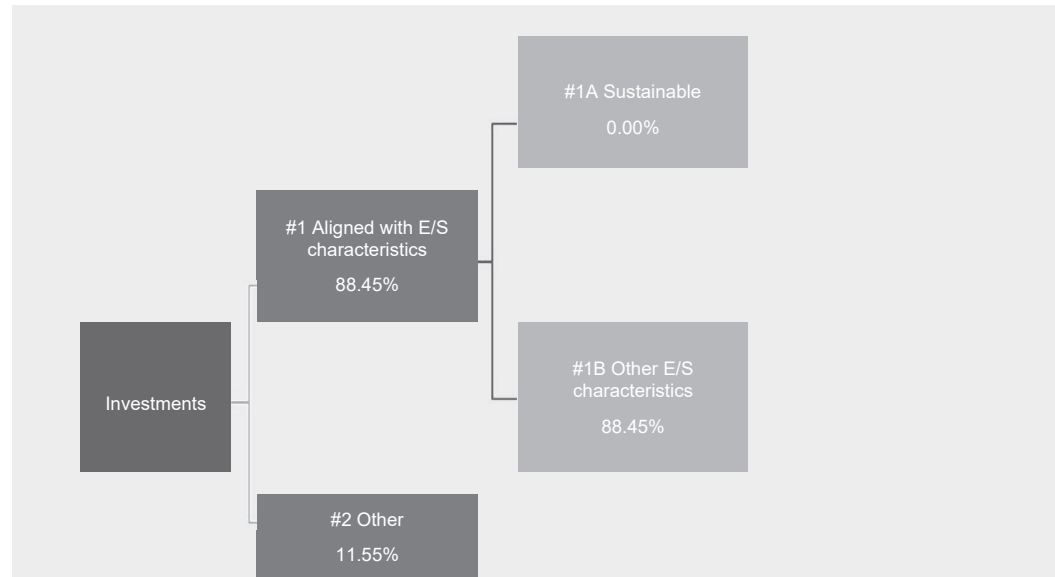 #1A Sustainable
0.00%
#1 Aligned with E/S
characteristics
88.45%
Investments
#1B Other E/S
characteristics
88.45%
#2 Other
11.55%